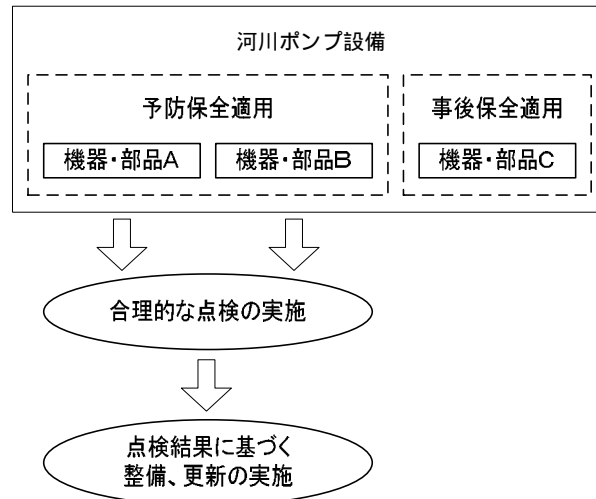 河川ポンプ設備
予防保全適用
事後保全適用
機器・部品A
機器・部品B
機器・部品C
合理的な点検の実施
点検結果に基づく
整備、更新の実施